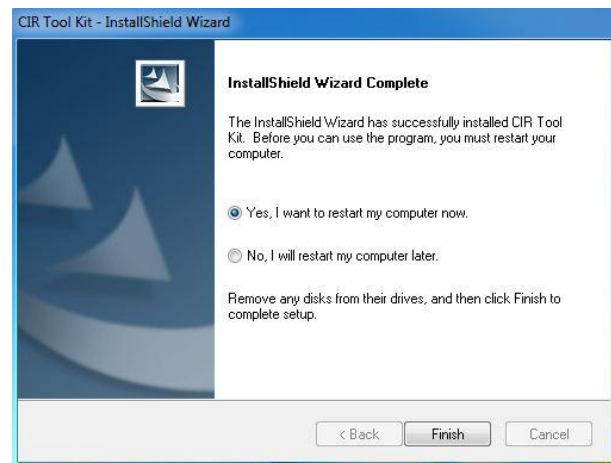 CIR Tool Kit - InstallShield Wizard
InstallShield Wizard Complete
The InstallShield Wizard has successfully installed CIR Tool
Kit. Before you can use the program, you must restart your
computer.
Yes, I want to restart my computer now.
No, I will restart my computer later.
Remove any disks from their drives, and then click Finish to
complete setup.
< Back
Finish
Cancel